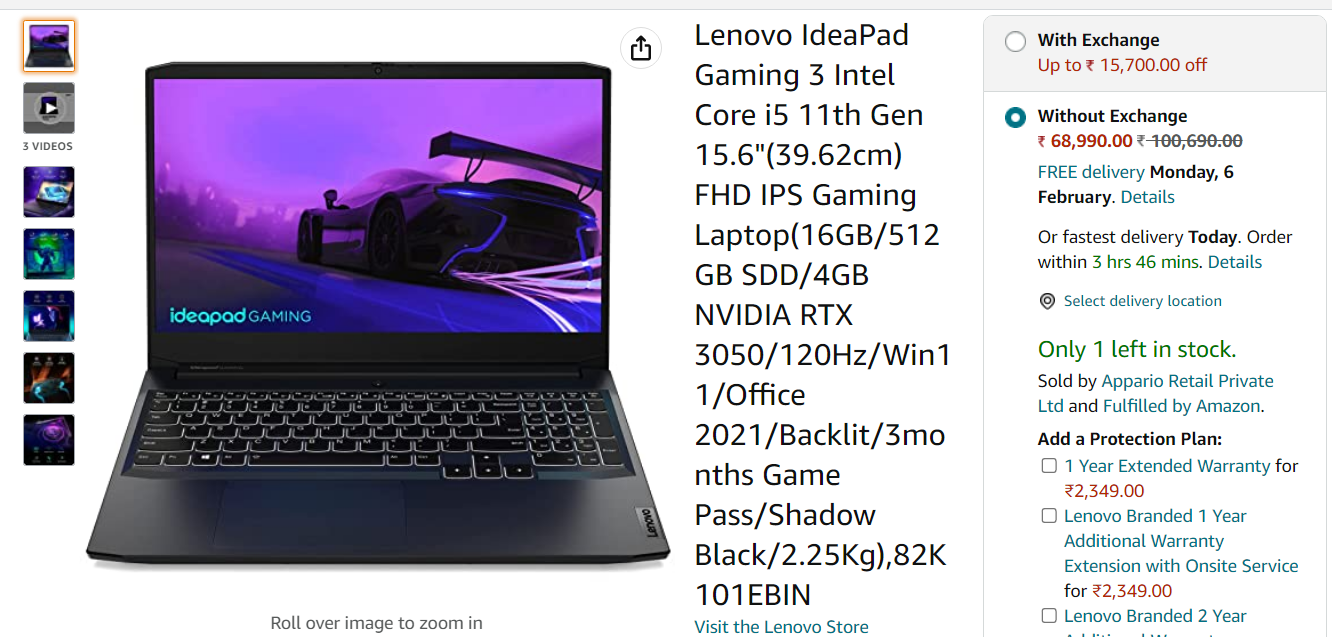 3 VIDEOS
ideapad GAMING
Lenovo
Roll over image to zoom in
Lenovo IdeaPad
Gaming 3 Intel
Core i5 11th Gen
15.6"(39.62cm)
FHD IPS Gaming
Laptop(16GB/512
GB SDD/4GB
NVIDIA RTX
3050/120Hz/Win1
1/Office
2021/Backlit/3mo
nths Game
Pass/Shadow
Black/2.25Kg),82K
101EBIN
Visit the Lenovo Store
With Exchange
Up to ₹ 15,700.00 off
Without Exchange
₹ 68,990.00 ₹ 100,690.00
FREE delivery Monday, 6
February. Details
Or fastest delivery Today. Order
within 3 hrs 46 mins. Details
Select delivery location
Only 1 left in stock.
Sold by Appario Retail Private
Ltd and Fulfilled by Amazon.
Add a Protection Plan:
1 Year Extended Warranty for
₹2,349.00
Lenovo Branded 1 Year
Additional Warranty
Extension with Onsite Service
for ₹2,349.00
Lenovo Branded 2 Year